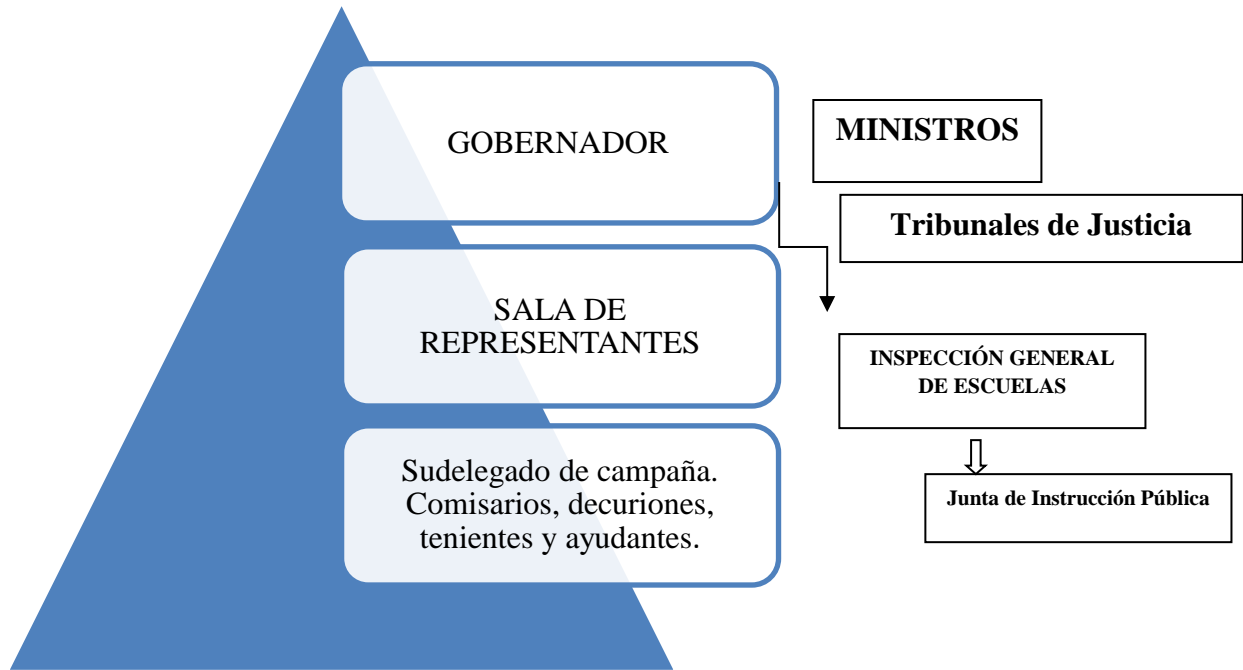 GOBERNADOR
MINISTROS
Tribunales de Justicia
SALA DE
REPRESENTANTES
INSPECCIÓN GENERAL
DE ESCUELAS
Sudelegado de campaña.
Comisarios, decuriones,
tenientes y ayudantes.
Junta de Instrucción Pública